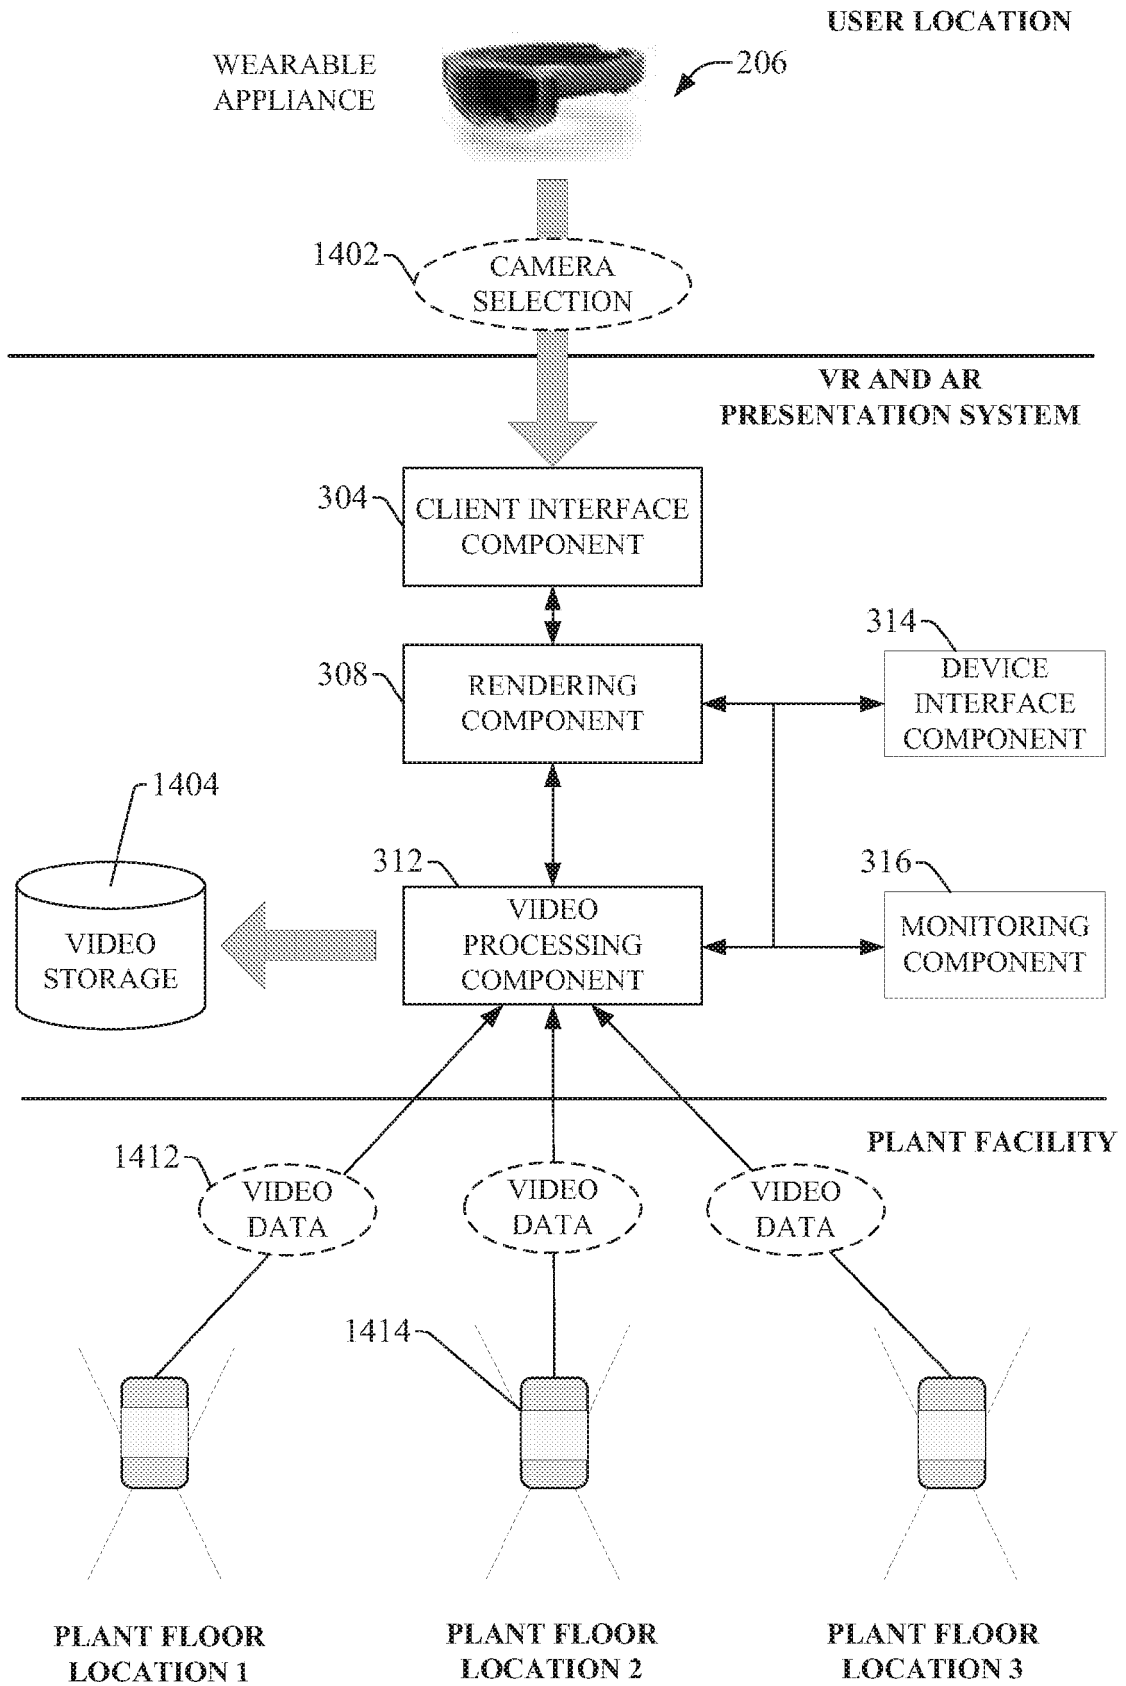 USER LOCATION
WEARABLE
APPLIANCE
206
1402
CAMERA
SELECTION
VR AND AR
PRESENTATION SYSTEM
304
CLIENT INTERFACE
COMPONENT
308
RENDERING
COMPONENT
314
DEVICE
INTERFACE
COMPONENT
1404
VIDEO
STORAGE
312
VIDEO
PROCESSING
COMPONENT
316
MONITORING
COMPONENT
PLANT FACILITY
1412
VIDEO
DATA
VIDEO
DATA
VIDEO
DATA
1414
PLANT FLOOR
LOCATION 1
PLANT FLOOR
LOCATION 2
PLANT FLOOR
LOCATION 3